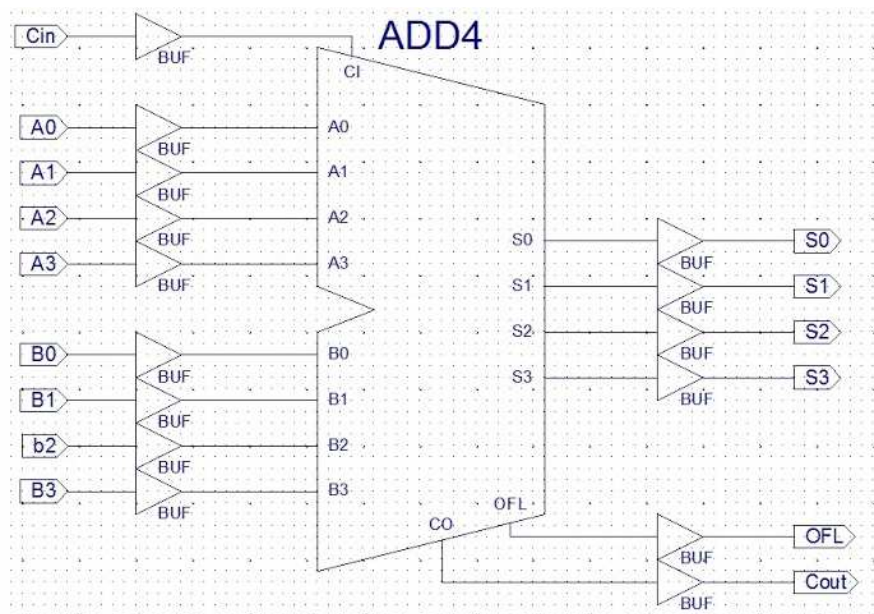 Cin BUF CI ADD4
A0 BUF A0
A1 BUF A1
A2 BUF A2
A3 BUF A3
S0 BUF S0
S1 BUF S1
S2 BUF S2
S3 BUF S3
B0 BUF B0
B1 BUF B1
b2 BUF B2
B3 BUF B3
OFL BUF OFL
CO BUF Cout